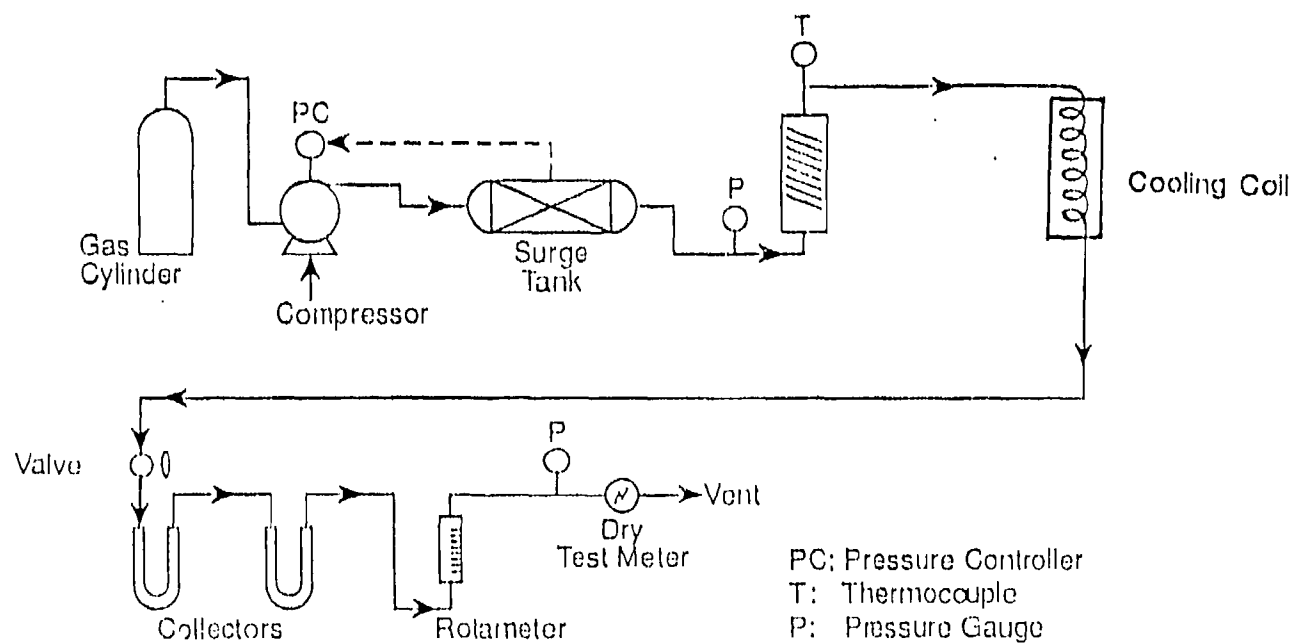 T
PC
P
Gas
Cylinder
Surge
Tank
Compressor
Cooling Coil
P
Valve
Vent
Dry
Test Meter
Collectors
Rotameter
PC: Pressure Controller
T: Thermocouple
P: Pressure Gauge